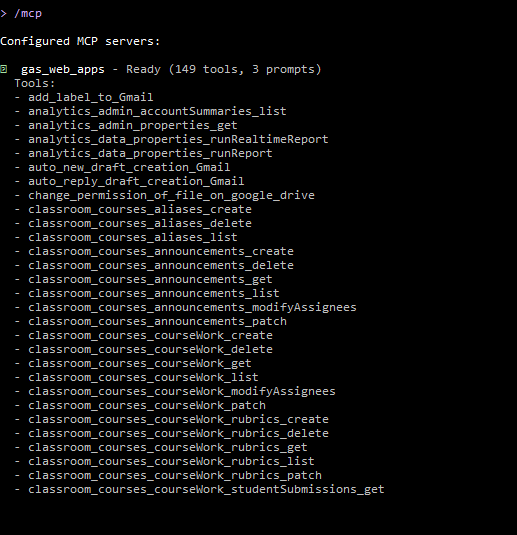 > /mcp
Configured MCP servers:
gas_web_apps - Ready (149 tools, 3 prompts)
Tools:
- add_label_to_Gmail
- analytics_admin_accountSummaries_list
- analytics_admin_properties_get
- analytics_data_properties_runRealtimeReport
- analytics_data_properties_runReport
- auto_new_draft_creation_Gmail
- auto_reply_draft_creation_Gmail
- change_permission_of_file_on_google_drive
- classroom_courses_aliases_create
- classroom_courses_aliases_delete
- classroom_courses_aliases_list
- classroom_courses_announcements_create
- classroom_courses_announcements_delete
- classroom_courses_announcements_get
- classroom_courses_announcements_list
- classroom_courses_announcements_modifyAssignees
- classroom_courses_announcements_patch
- classroom_courses_courseWork_create
- classroom_courses_courseWork_delete
- classroom_courses_courseWork_get
- classroom_courses_courseWork_list
- classroom_courses_courseWork_modifyAssignees
- classroom_courses_courseWork_patch
- classroom_courses_courseWork_rubrics_create
- classroom_courses_courseWork_rubrics_delete
- classroom_courses_courseWork_rubrics_get
- classroom_courses_courseWork_rubrics_list
- classroom_courses_courseWork_rubrics_patch
- classroom_courses_courseWork_studentSubmissions_get